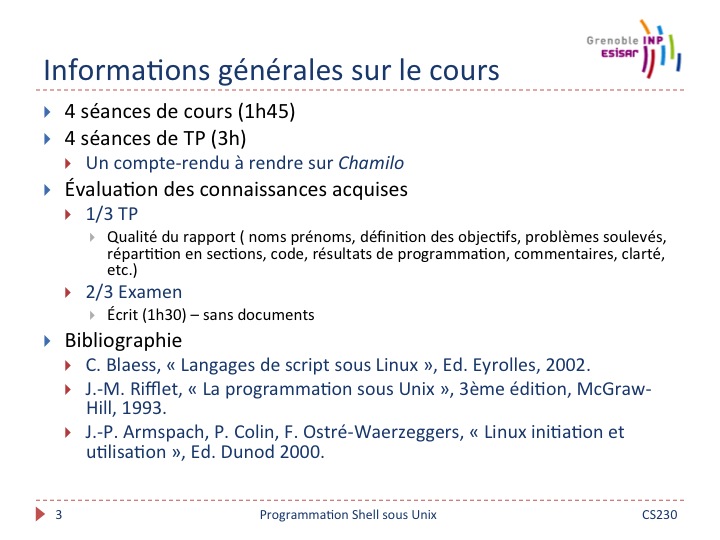 Grenoble INP
ESISAR
Informations générales sur le cours
4 séances de cours (1h45)
4 séances de TP (3h)
Un compte-rendu à rendre sur Chamilo
Évaluation des connaissances acquises
1/3 TP
Qualité du rapport ( noms prénoms, définition des objectifs, problèmes soulevés,
répartition en sections, code, résultats de programmation, commentaires, clarté,
etc.)
2/3 Examen
Écrit (1h30) – sans documents
Bibliographie
C. Blaess, « Langages de script sous Linux », Ed. Eyrolles, 2002.
J.-M. Rifflet, « La programmation sous Unix », 3ème édition, McGraw-
Hill, 1993.
J.-P. Armspach, P. Colin, F. Ostré-Waerzeggers, « Linux initiation et
utilisation », Ed. Dunod 2000.
3 Programmation Shell sous Unix CS230